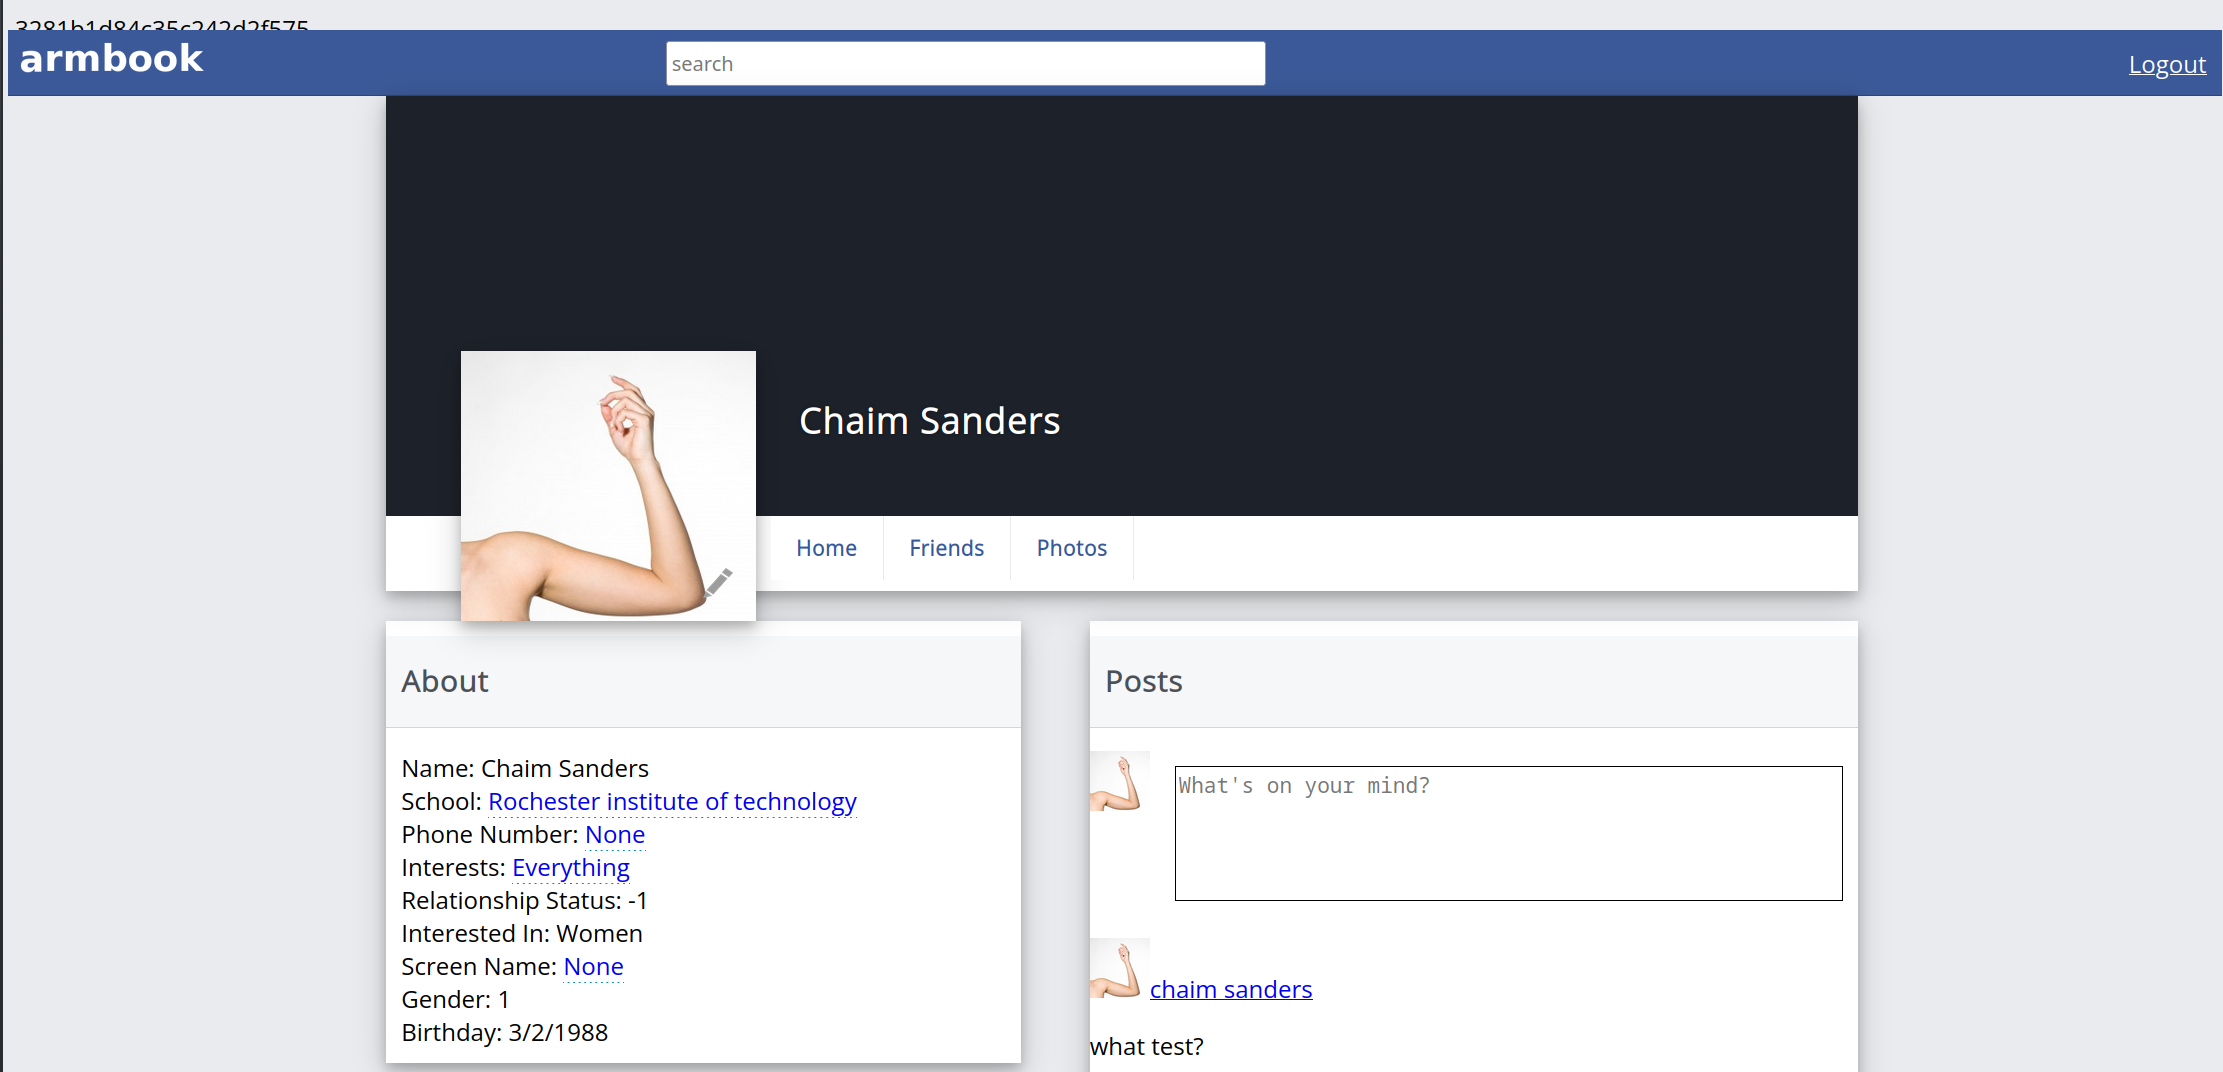 3281b1d84c35c242d2f575
armbook
search
Logout
Chaim Sanders
Home
Friends
Photos
About
Name: Chaim Sanders
School: Rochester institute of technology
Phone Number: None
Interests: Everything
Relationship Status: -1
Interested In: Women
Screen Name: None
Gender: 1
Birthday: 3/2/1988
Posts
What's on your mind?
chaim sanders
what test?